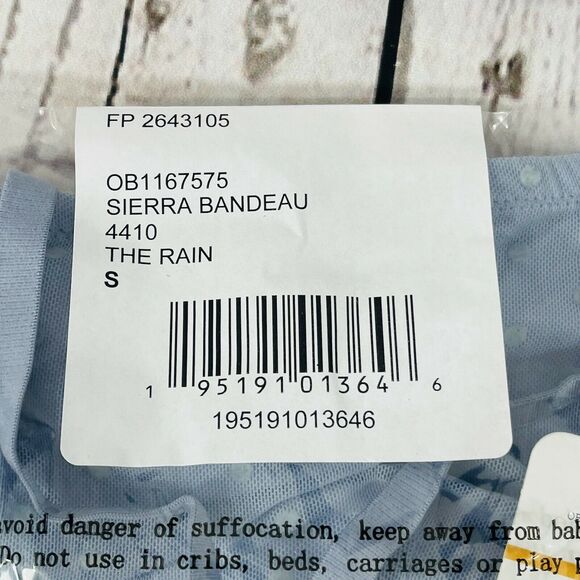 FP 2643105
OB1167575
SIERRA BANDEAU
4410
THE RAIN
S
1 95191 01364 6
195191013646
avoid danger of suffocation, keep away from
Do not use in cribs, beds, carriages or play